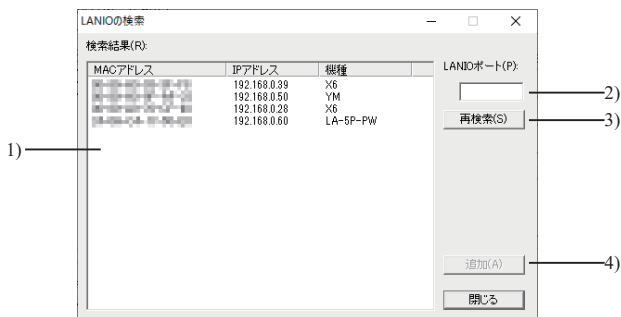 LANIOの検索
検索結果(R):
MACアドレス IPアドレス 機種
192.168.0.39 X6
192.168.0.50 YM
192.168.0.28 X6
192.168.0.60 LA-5P-PW
LANIOポート(P):
再検索(S)
追加(A)
閉じる
1)
2)
3)
4)